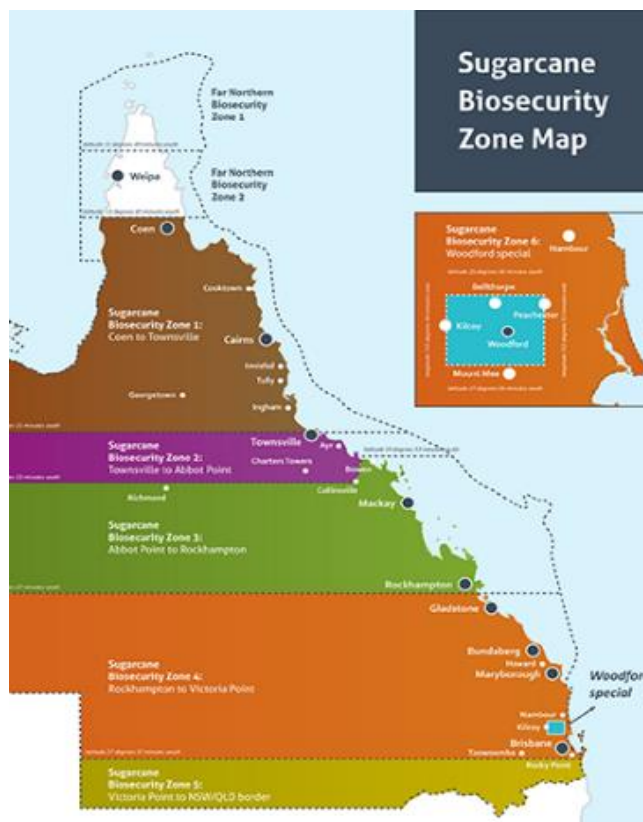 Sugarcane
Biosecurity
Zone Map
Far Northern
Biosecurity
Zone 1
Far Northern
Biosecurity
Zone 2
Weipa
Coen
Cooktown
Sugarcane
Biosecurity Zone 1:
Coen to Townsville
Cairns
Innisfail
Tully
Georgetown
Ingham
Sugarcane
Biosecurity Zone 6:
Woodford special
Nambour
Bellthorpe
Peachester
Kilcoy
Woodford
Mount Mee
Townsville
Ayr
Sugarcane
Biosecurity Zone 2:
Townsville to Abbot Point
Charters Towers
Bowen
Collinsville
Richmond
Mackay
Sugarcane
Biosecurity Zone 3:
Abbot Point to Rockhampton
Rockhampton
Gladstone
Bundaberg
Howard
Maryborough
Sugarcane
Biosecurity Zone 4:
Rockhampton to Victoria Point
Woodford
special
Nambour
Kilcoy
Brisbane
Toowoomba
Rocky Point
Sugarcane
Biosecurity Zone 5:
Victoria Point to NSW/QLD border